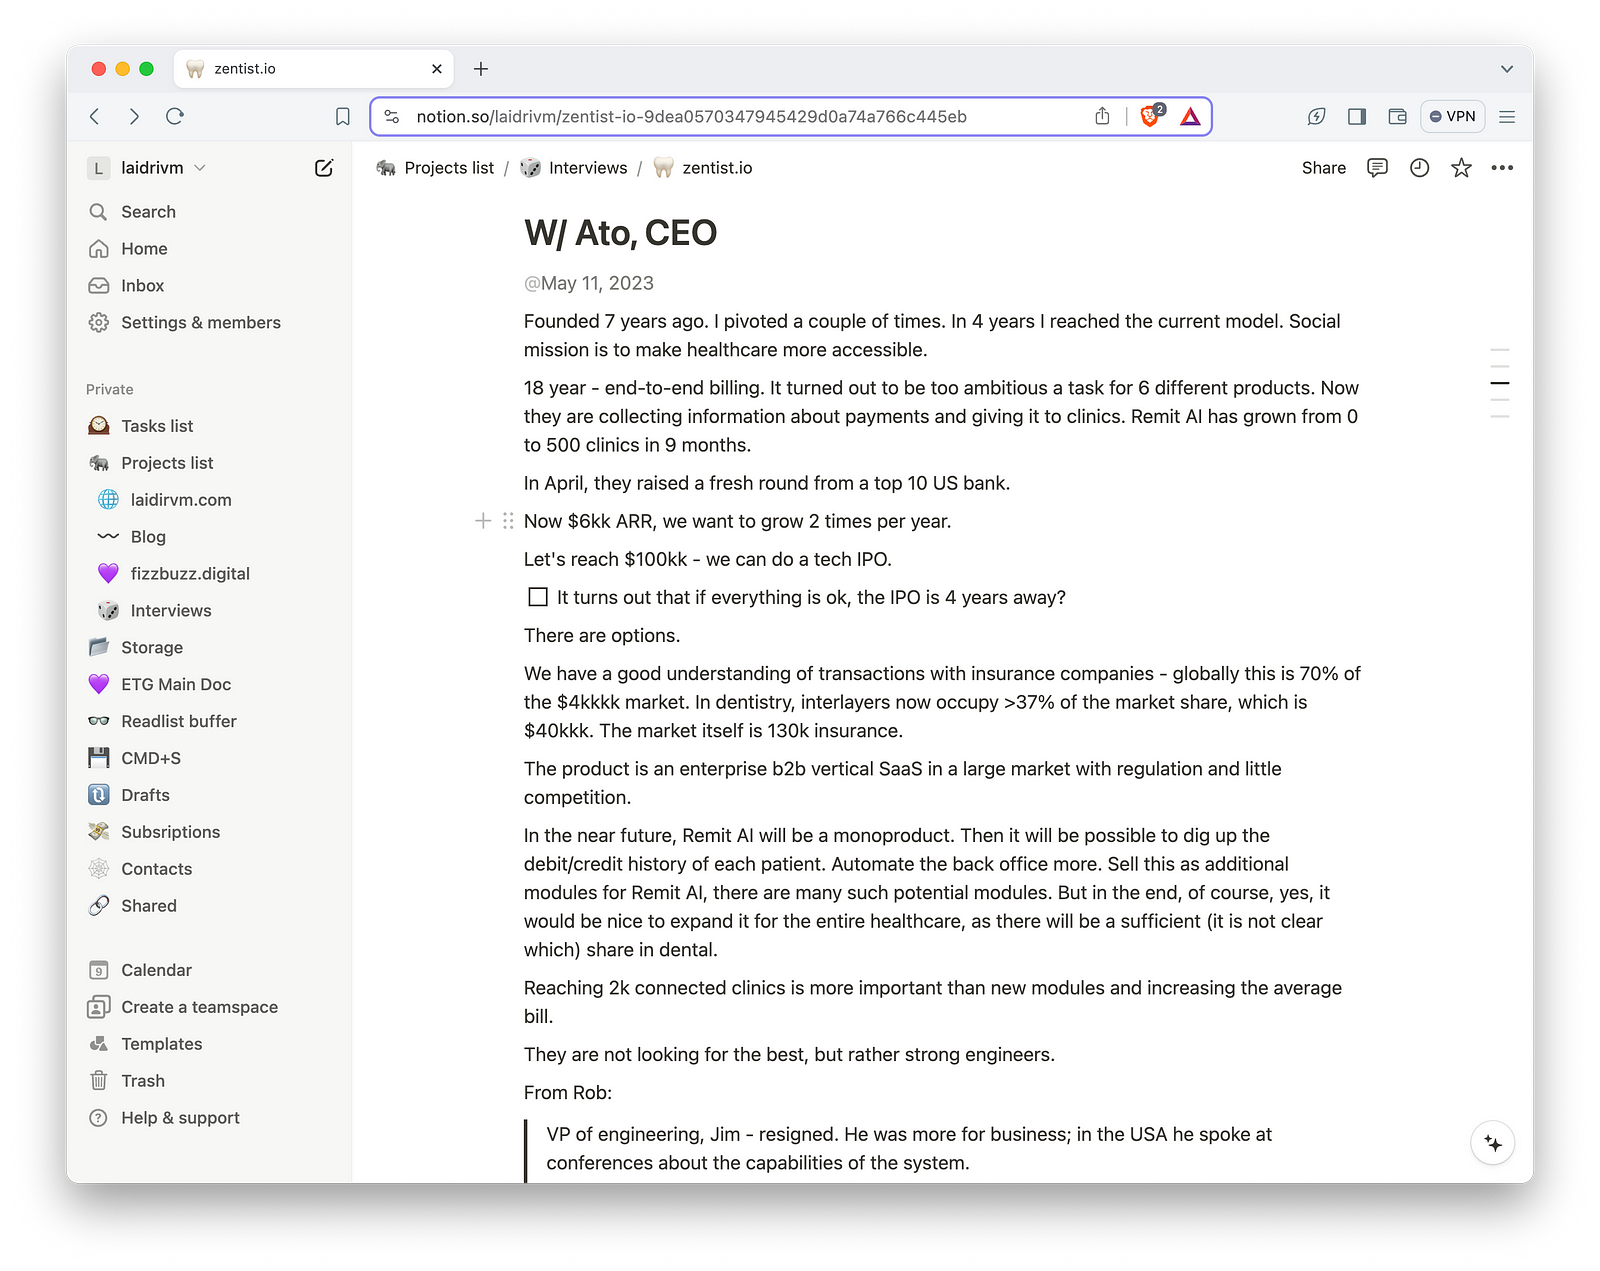 zentist.io
notion.so/laidrivm/zentist-io-9dea0570347945429d0a74a766c445eb
2
VPN
L laidrivm
Search
Home
Inbox
Settings & members
Private
Tasks list
Projects list
laidirvm.com
Blog
fizzbuzz.digital
Interviews
Storage
ETG Main Doc
Readlist buffer
CMD+S
Drafts
Subsriptions
Contacts
Shared
9 Calendar
Create a teamspace
Templates
Trash
Help & support
Projects list / Interviews / zentist.io
Share
W/ Ato, CEO
@May 11, 2023
Founded 7 years ago. I pivoted a couple of times. In 4 years I reached the current model. Social
mission is to make healthcare more accessible.
18 year - end-to-end billing. It turned out to be too ambitious a task for 6 different products. Now
they are collecting information about payments and giving it to clinics. Remit AI has grown from 0
to 500 clinics in 9 months.
In April, they raised a fresh round from a top 10 US bank.
Now $6kk ARR, we want to grow 2 times per year.
Let's reach $100kk - we can do a tech IPO.
It turns out that if everything is ok, the IPO is 4 years away?
There are options.
We have a good understanding of transactions with insurance companies - globally this is 70% of
the $4kkkk market. In dentistry, interlayers now occupy >37% of the market share, which is
$40kkk. The market itself is 130k insurance.
The product is an enterprise b2b vertical SaaS in a large market with regulation and little
competition.
In the near future, Remit AI will be a monoproduct. Then it will be possible to dig up the
debit/credit history of each patient. Automate the back office more. Sell this as additional
modules for Remit AI, there are many such potential modules. But in the end, of course, yes, it
would be nice to expand it for the entire healthcare, as there will be a sufficient (it is not clear
which) share in dental.
Reaching 2k connected clinics is more important than new modules and increasing the average
bill.
They are not looking for the best, but rather strong engineers.
From Rob:
VP of engineering, Jim - resigned. He was more for business; in the USA he spoke at
conferences about the capabilities of the system.